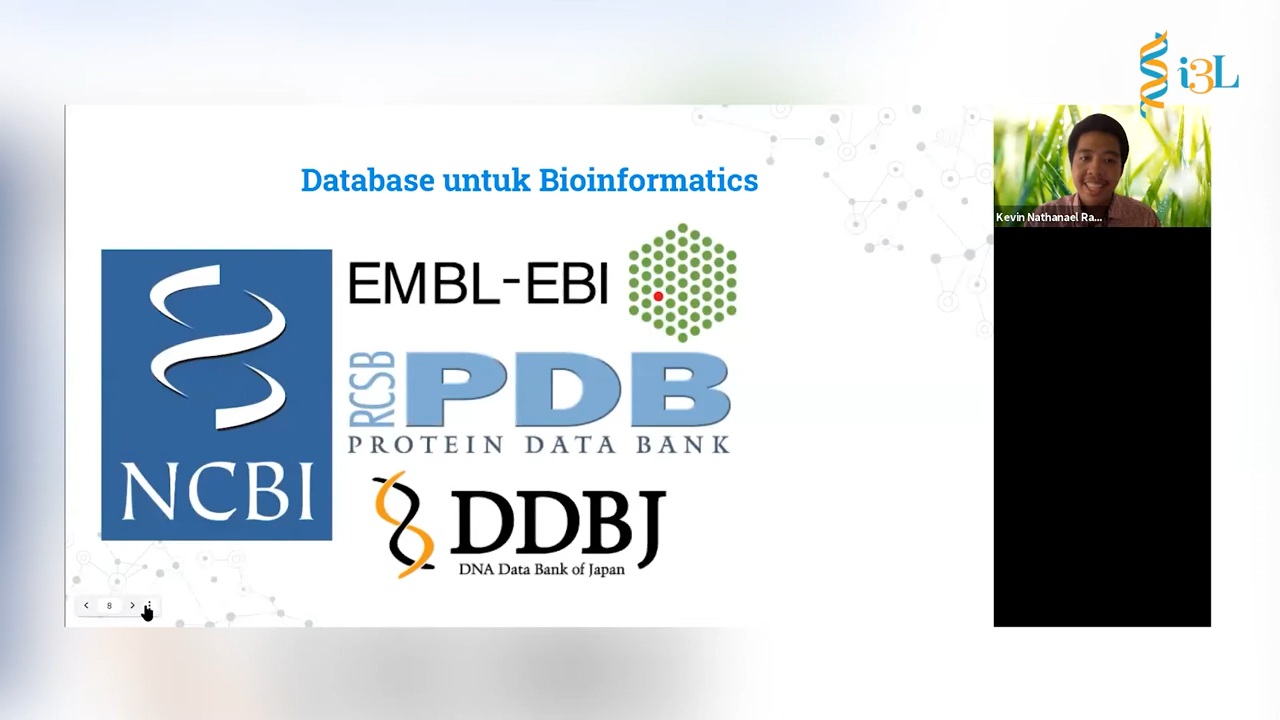 i3L
Database untuk Bioinformatics
NCBI
EMBL-EBI
RCSB
PDB
PROTEIN DATA BANK
DDBJ
DNA Data Bank of Japan
Kevin Nathanael Ra...
8